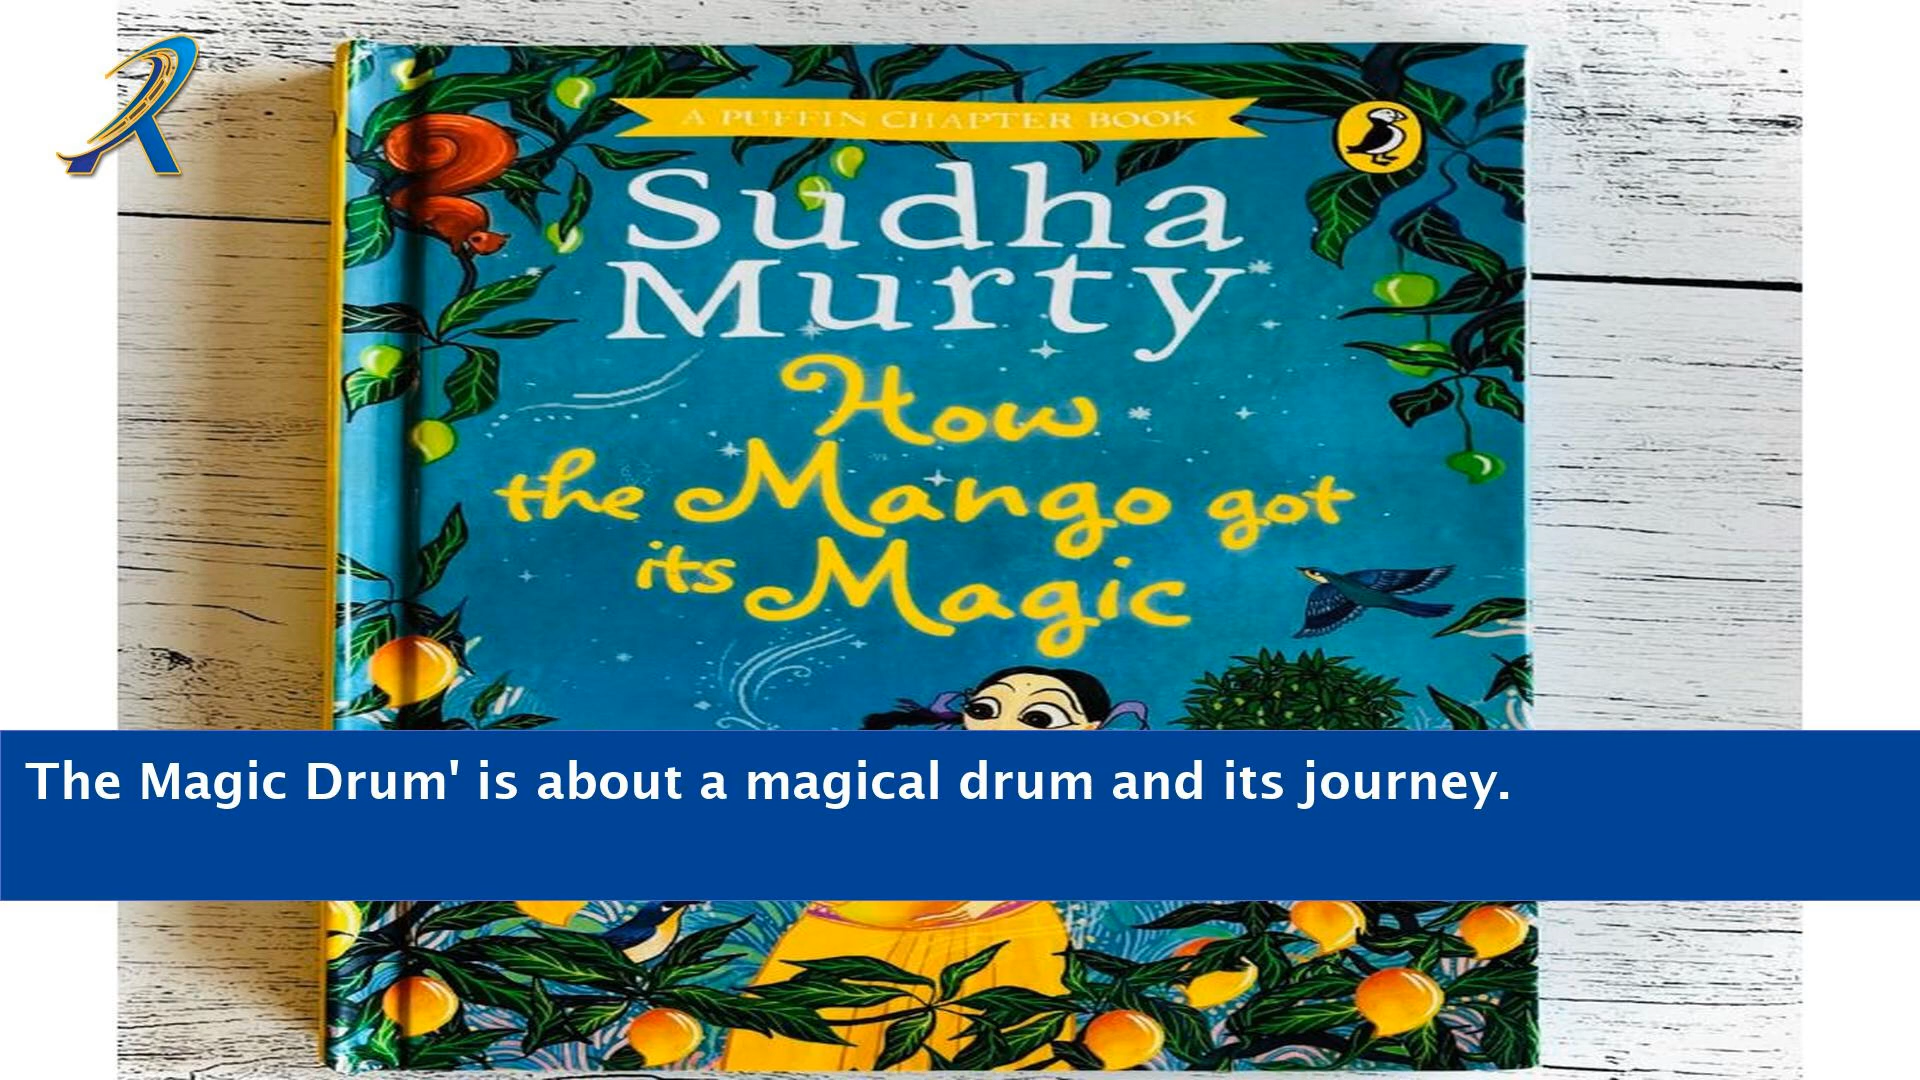 A PUFFIN CHAPTER BOOK
Sudha
Murty
How
the Mango got
its Magic
The Magic Drum' is about a magical drum and its journey.